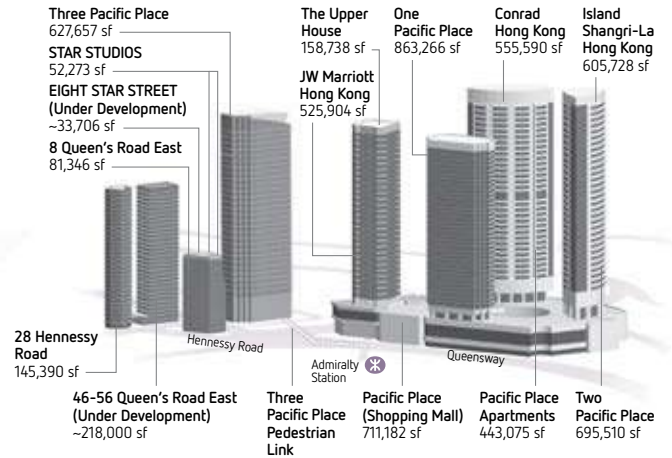 Three Pacific Place
627,657 sf
STAR STUDIOS
52,273 sf
EIGHT STAR STREET
(Under Development)
~33,706 sf
8 Queen's Road East
81,346 sf
The Upper
House
158,738 sf
JW Marriott
Hong Kong
525,904 sf
One
Pacific Place
863,266 sf
Conrad
Hong Kong
555,590 sf
Island
Shangri-La
Hong Kong
605,728 sf
28 Hennessy
Road
145,390 sf
Hennessy Road
Admiralty
Station
Queensway
46-56 Queen's Road East
(Under Development)
~218,000 sf
Three
Pacific Place
Pedestrian
Link
Pacific Place
(Shopping Mall)
711,182 sf
Pacific Place
Apartments
443,075 sf
Two
Pacific Place
695,510 sf